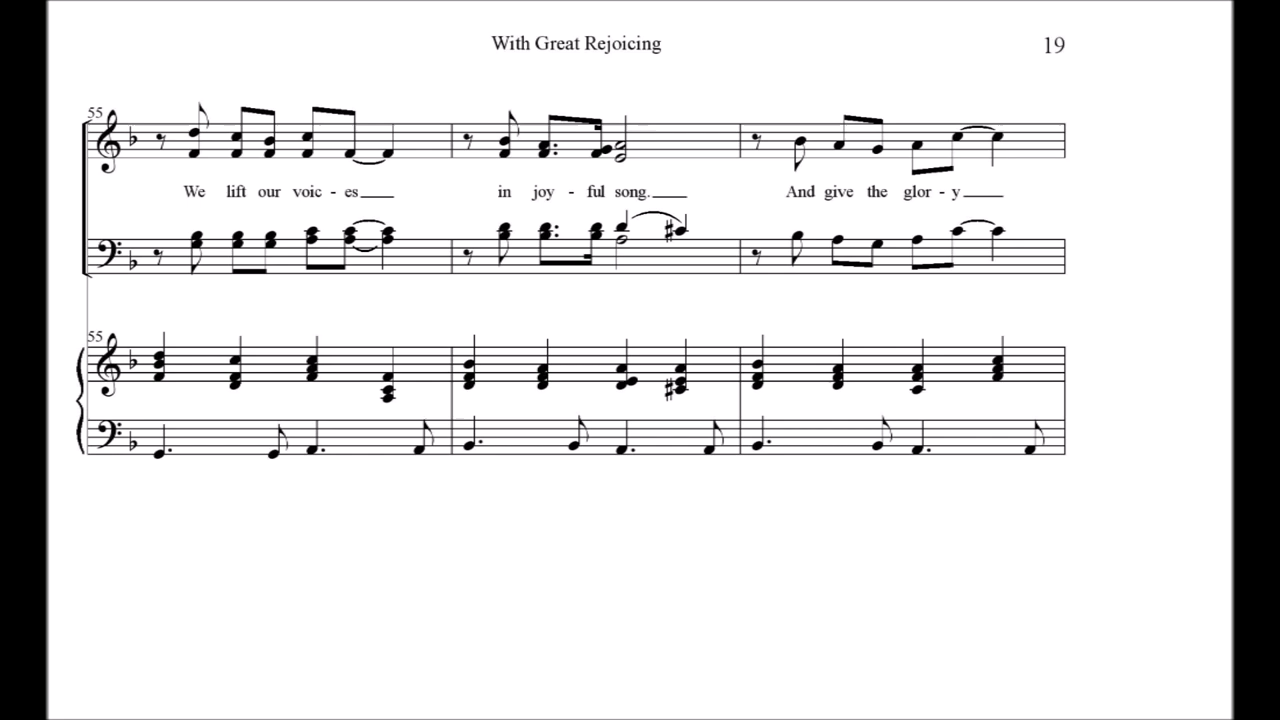 With Great Rejoicing
19
55
We lift our voic - es in joy - ful song. And give the glor - y
55